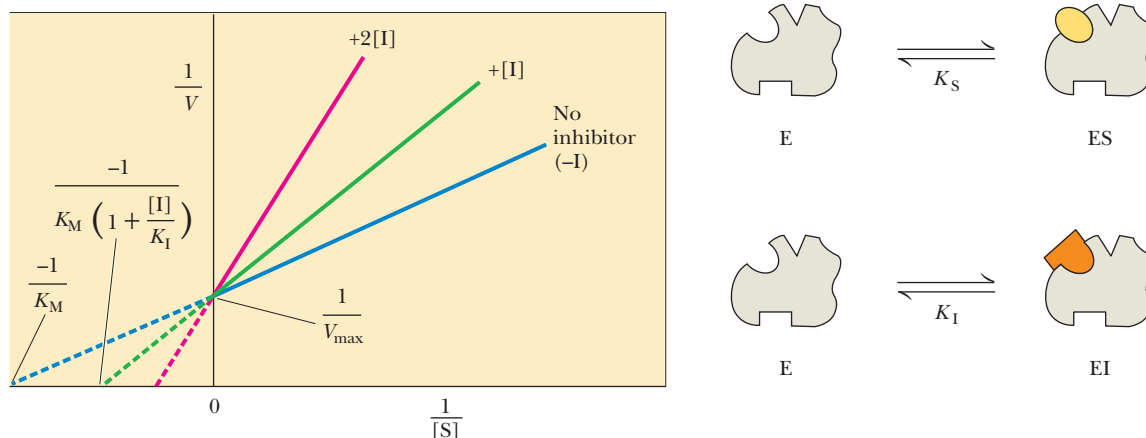 +2[I]
1/V
+[I]
No
inhibitor
(–I)
–1/(K_M (1 + [I]/K_I))
–1/K_M
1/V_max
0
1/[S]
K_S
E
ES
K_I
E
EI